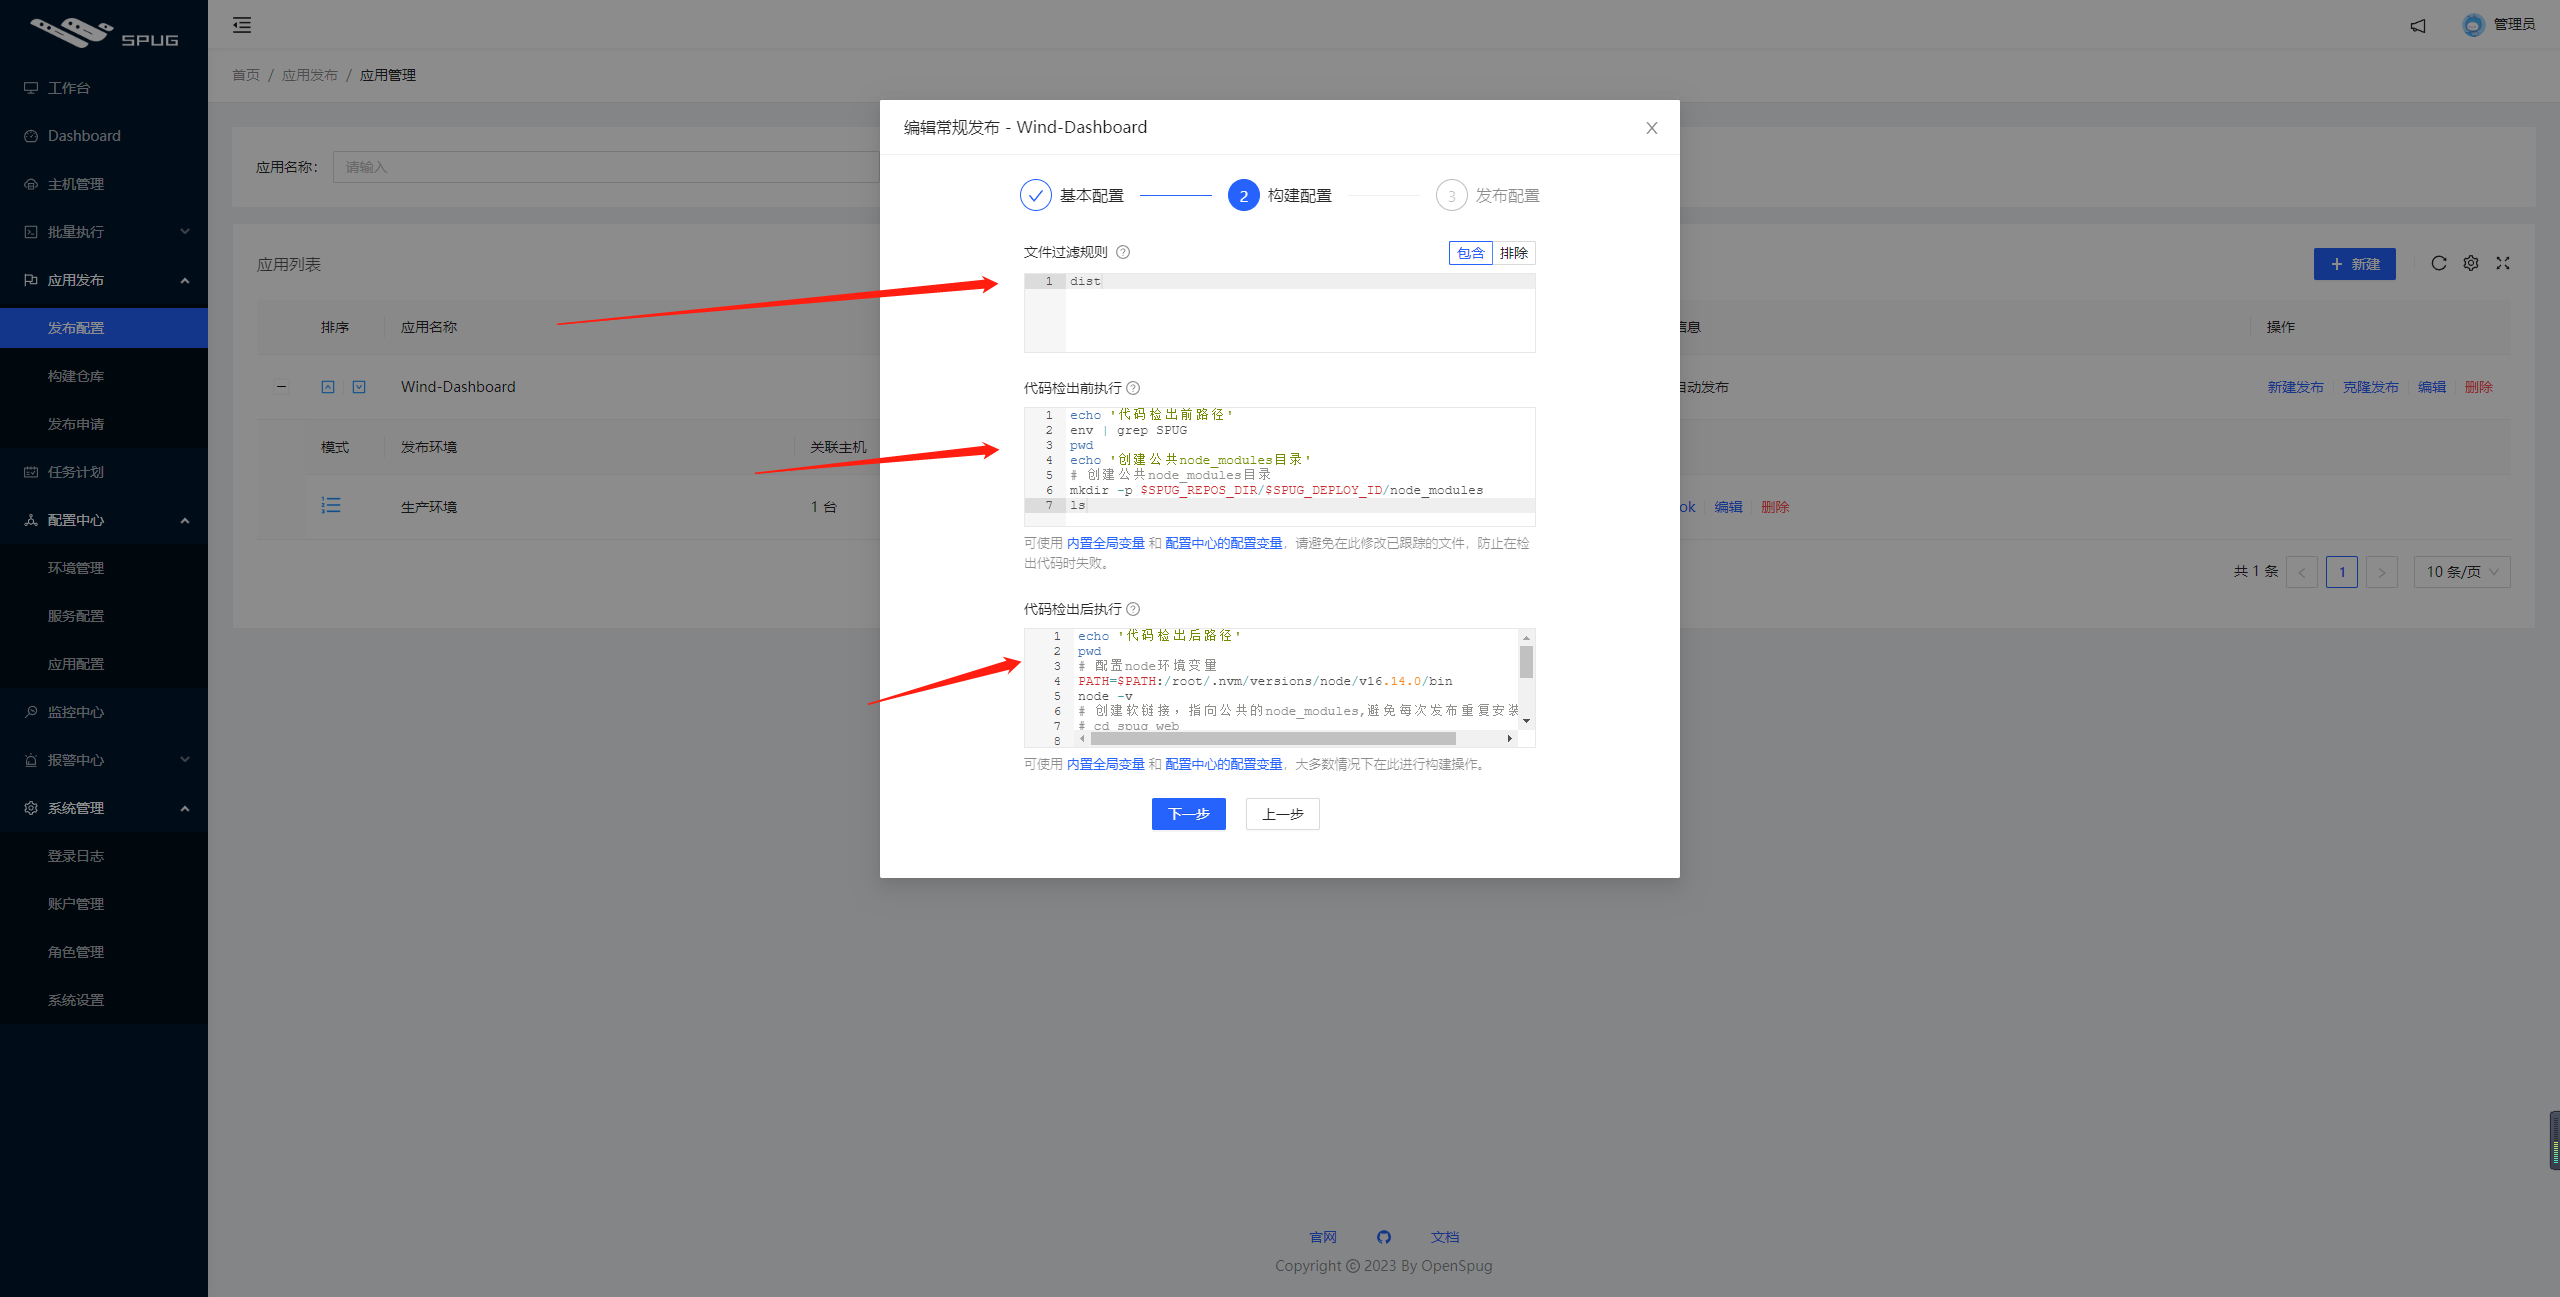 SPUG
管理员
工作台
Dashboard
主机管理
批量执行
应用发布
发布配置
构建仓库
发布申请
任务计划
配置中心
环境管理
服务配置
应用配置
监控中心
报警中心
系统管理
登录日志
账户管理
角色管理
系统设置
首页 / 应用发布 / 应用管理
应用名称: 请输入
应用列表
+ 新建
排序 应用名称
信息 操作
Wind-Dashboard
自动发布 新建发布 克隆发布 编辑 删除
模式 发布环境 关联主机
生产环境 1 台
ok 编辑 删除
共 1 条 < 1 > 10 条/页
编辑常规发布 - Wind-Dashboard
基本配置 2 构建配置 3 发布配置
文件过滤规则 包含 排除
1 dist
代码检出前执行
1 echo '代码检出前路径'
2 env | grep SPUG
3 pwd
4 echo '创建公共node_modules目录'
5 # 创建公共node_modules目录
6 mkdir -p $SPUG_REPOS_DIR/$SPUG_DEPLOY_ID/node_modules
7 ls
可使用 内置全局变量 和 配置中心的配置变量，请避免在此修改已跟踪的文件，防止在检
出代码时失败。
代码检出后执行
1 echo '代码检出后路径'
2 pwd
3 # 配置node环境变量
4 PATH=$PATH:/root/.nvm/versions/node/v16.14.0/bin
5 node -v
6 # 创建软链接，指向公共的node_modules,避免每次发布重复安装
7 # cd spug_web
8
可使用 内置全局变量 和 配置中心的配置变量，大多数情况下在此进行构建操作。
下一步 上一步
官网 文档
Copyright © 2023 By OpenSpug